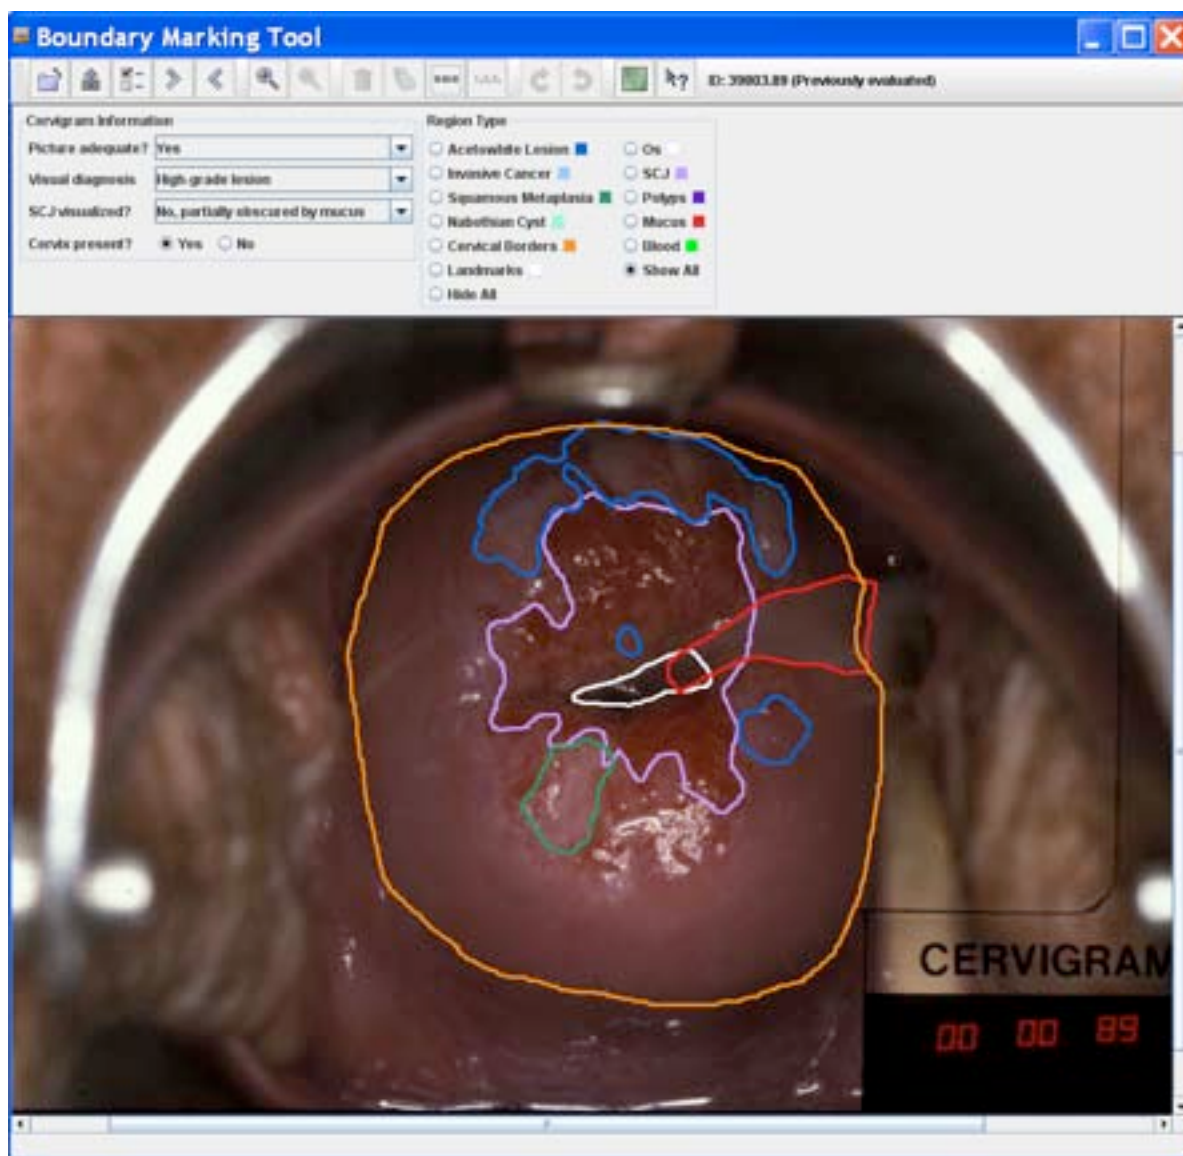 Boundary Marking Tool
ID: 39003.89 (Previously evaluated)
Cervigram Information
Picture adequate? Yes
Visual diagnosis High-grade lesion
SCJ visualized? No, partially obscured by mucus
Cervix present? Yes No
Region Type
Acetowhite Lesion Os
Invasive Cancer SCJ
Squamous Metaplasia Polyps
Nabothian Cyst Mucus
Cervical Borders Blood
Landmarks Show All
Hide All
CERVIGRAM
00 00 89